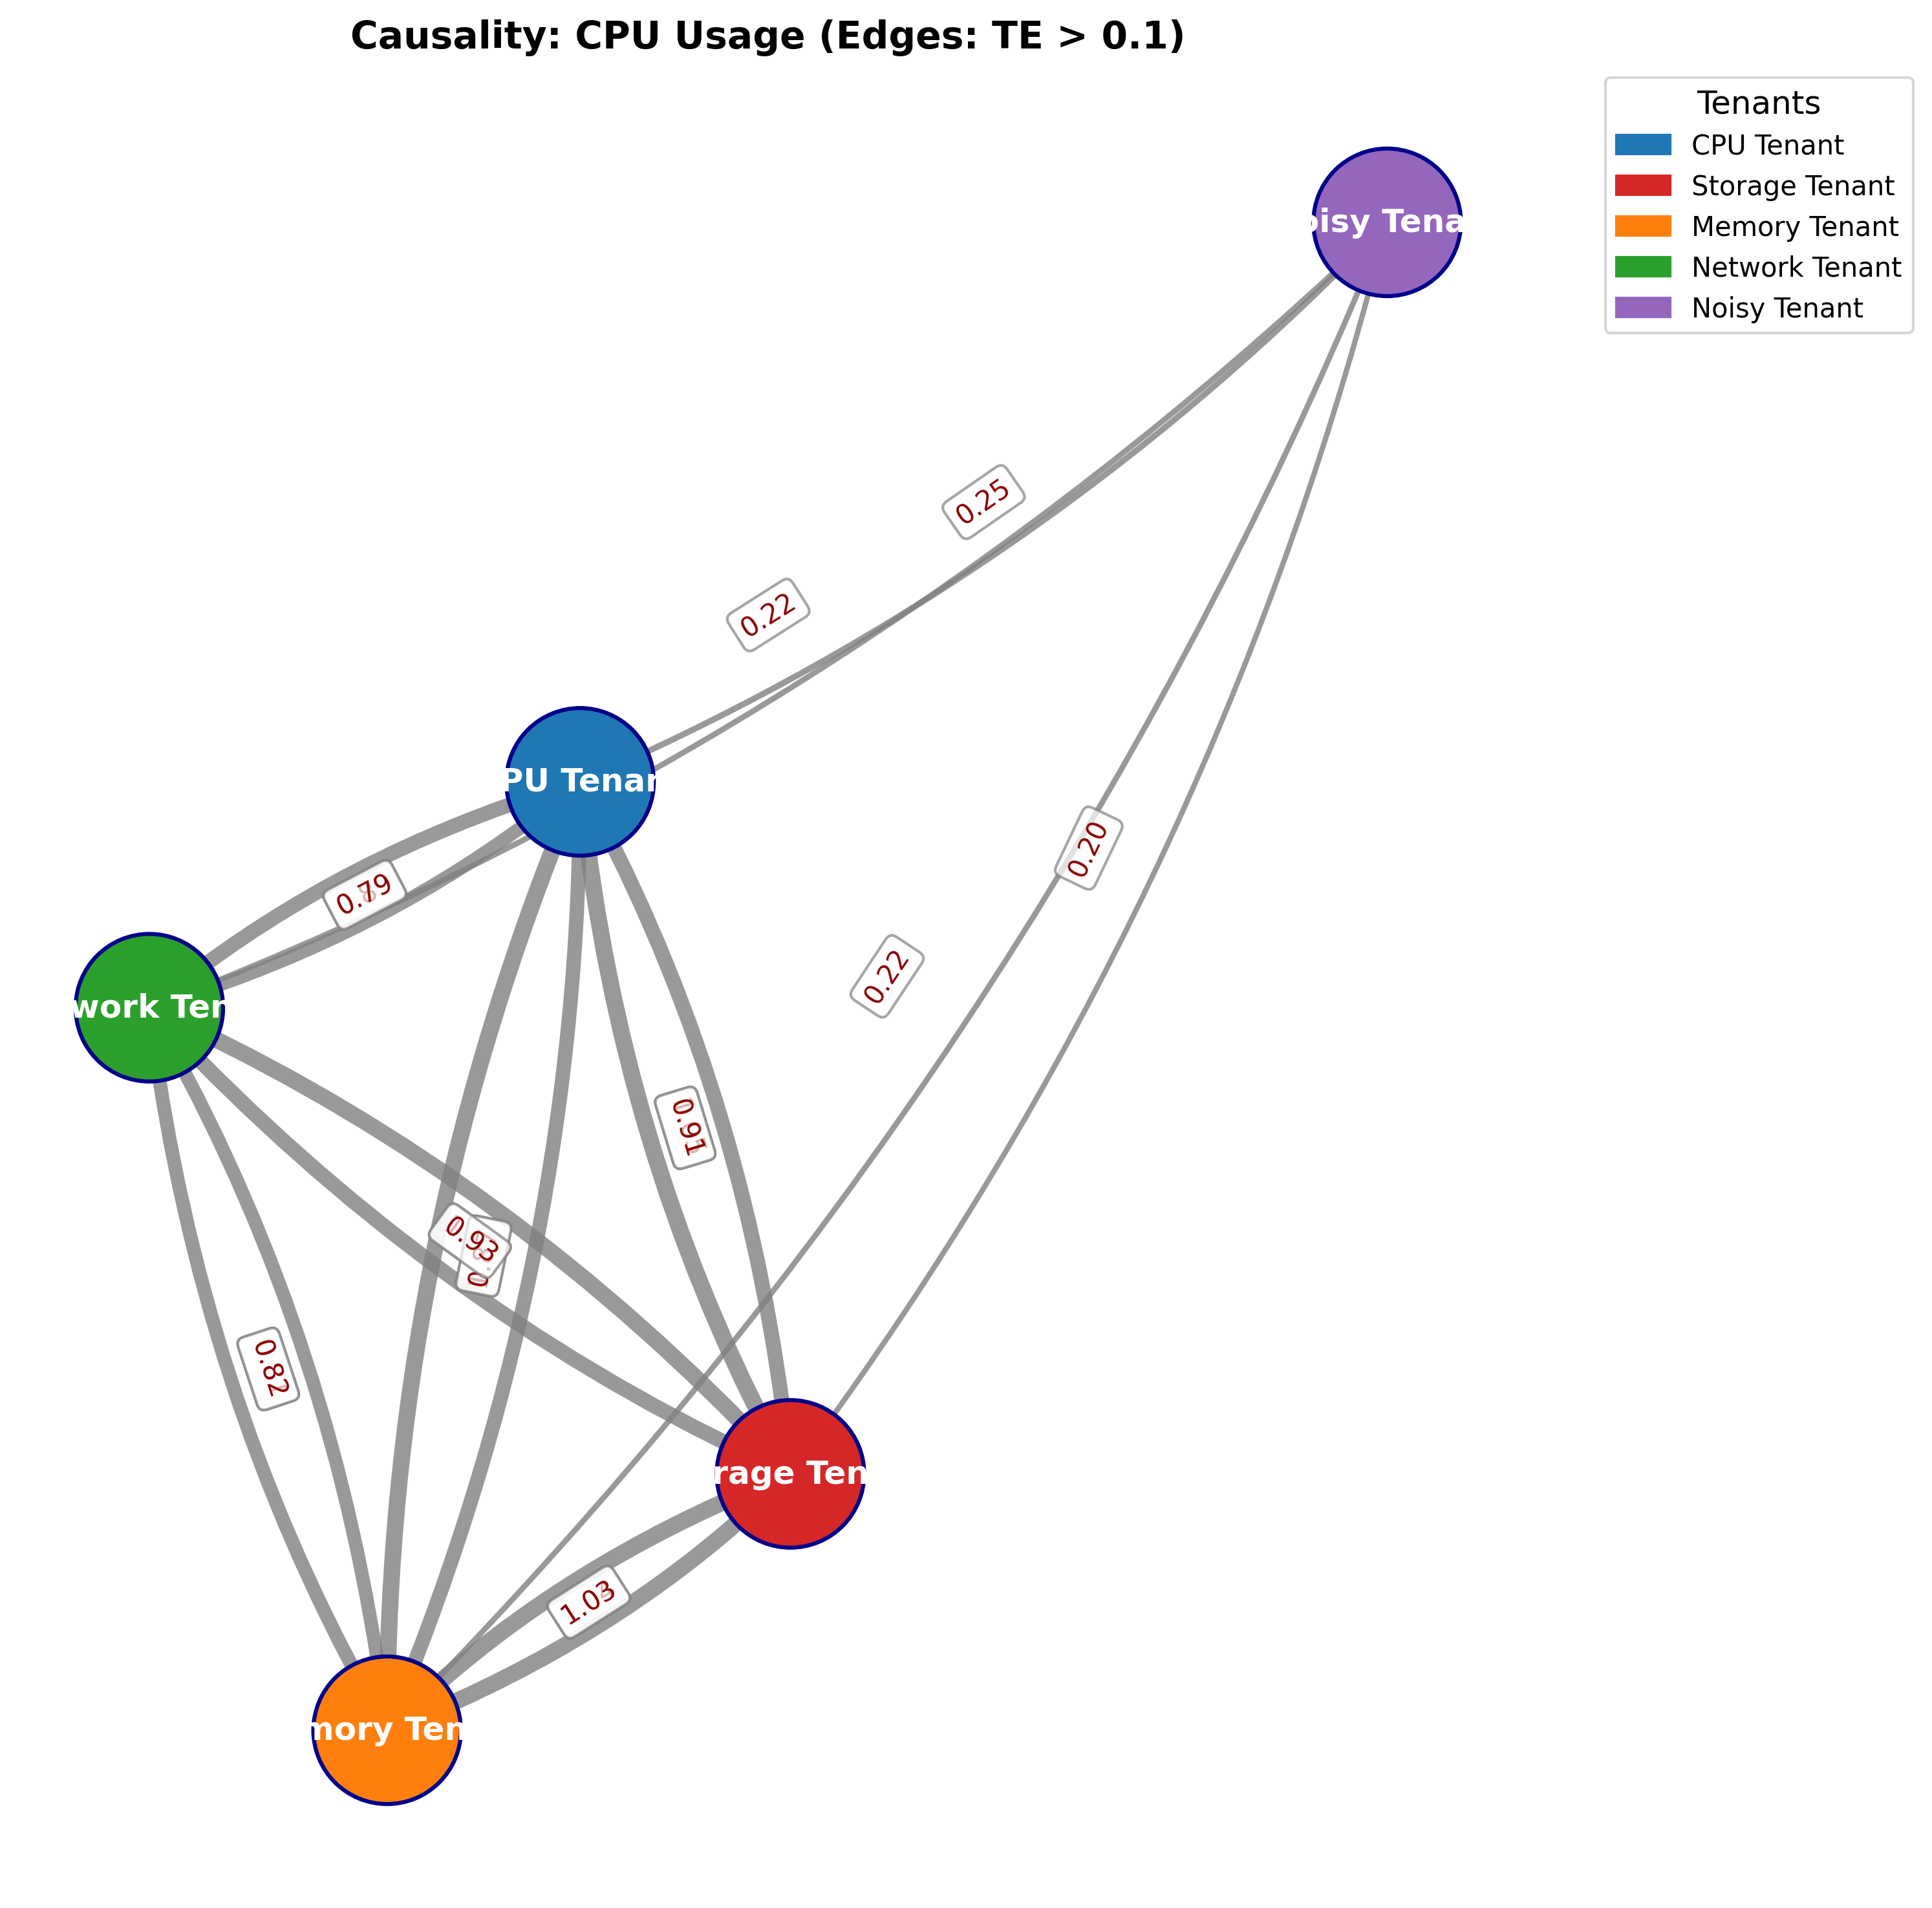 Causality: CPU Usage (Edges: TE > 0.1)
Tenants
CPU Tenant
Storage Tenant
Memory Tenant
Network Tenant
Noisy Tenant
oisy Tena
0.25
0.22
PU Tenan
0.79
0.20
0.22
work Ten
0.91
0.93
0.82
rage Ten
1.03
mory Ten